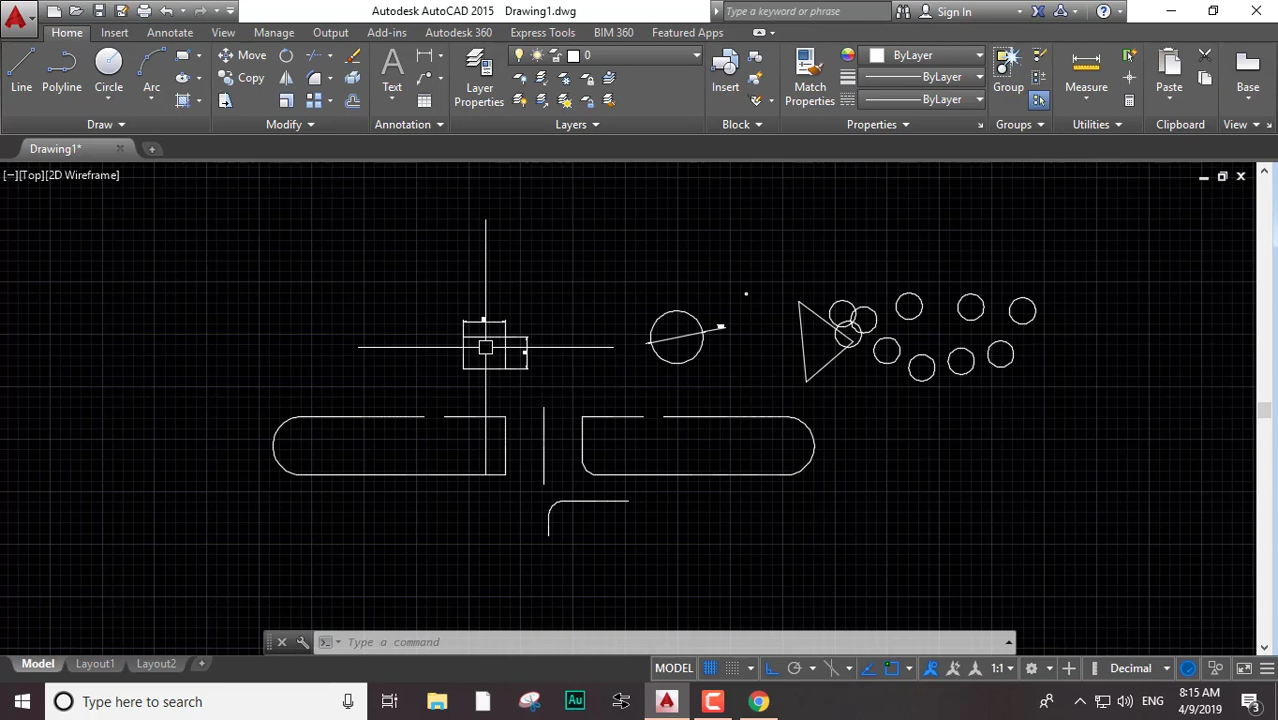 Autodesk AutoCAD 2015 Drawing1.dwg
Type a keyword or phrase
Sign In
Home Insert Annotate View Manage Output Add-ins Autodesk 360 Express Tools BIM 360 Featured Apps
Line Polyline Circle Arc
Move
Copy
Text
Layer Properties
0
Insert
Match Properties
ByLayer
ByLayer
ByLayer
Group
Measure
Paste
Base
Draw Modify Annotation Layers Block Properties Groups Utilities Clipboard View
Drawing1*
[−][Top][2D Wireframe]
Type a command
Model Layout1 Layout2
MODEL 1:1 Decimal
Type here to search
Au
ENG
8:15 AM
4/9/2019
3